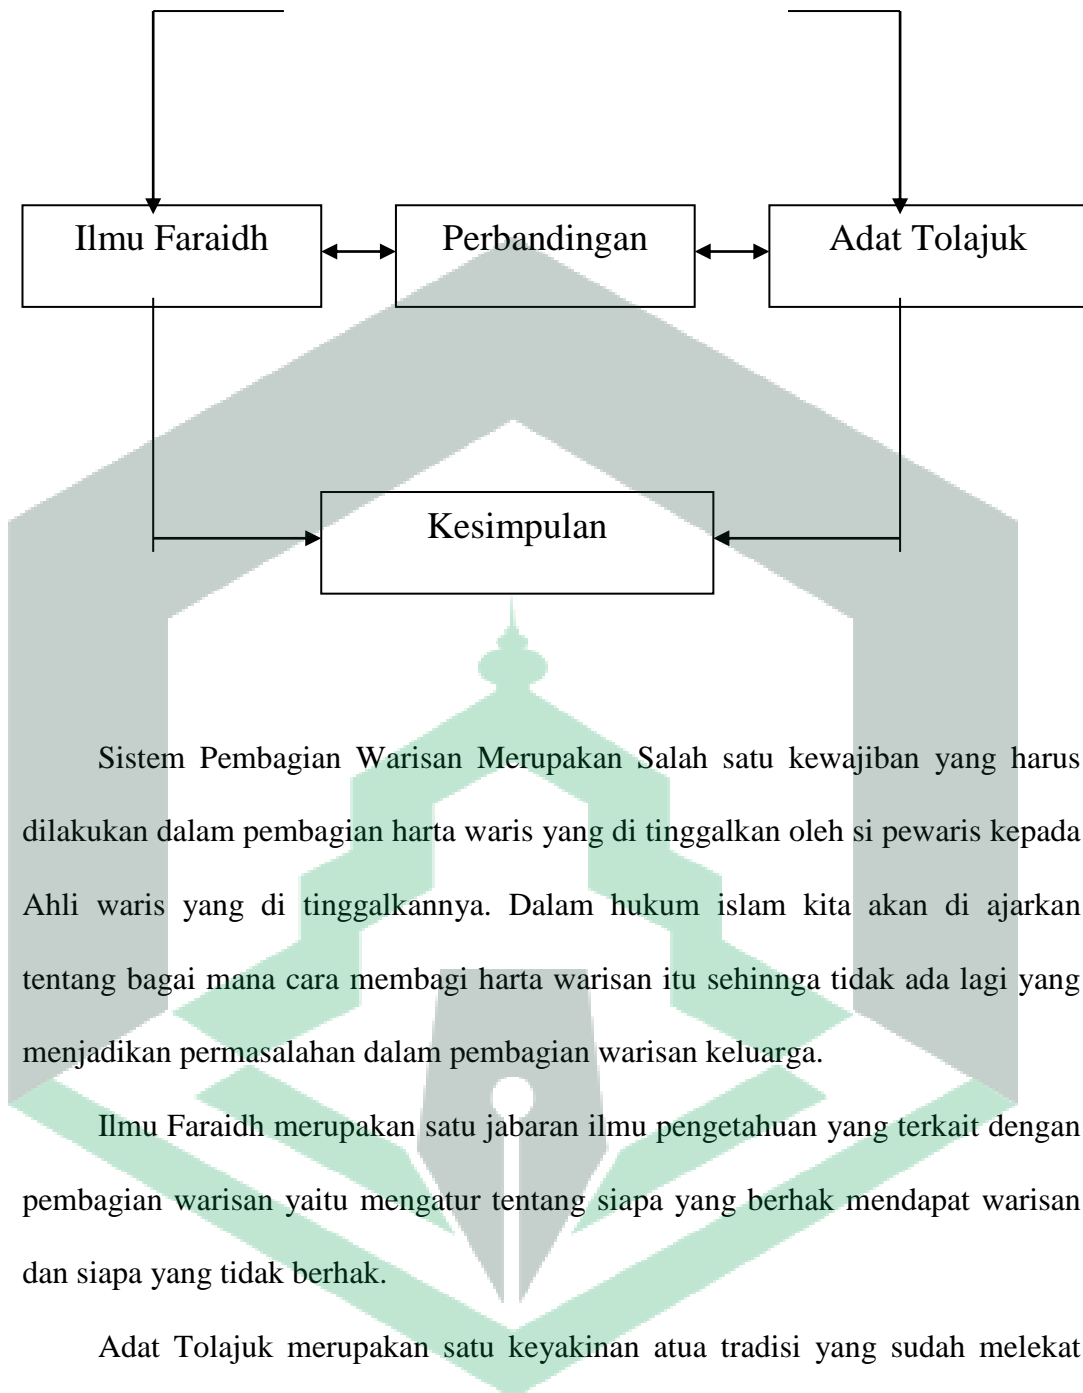 Ilmu Faraidh Perbandingan Adat Tolajuk
Kesimpulan
Sistem Pembagian Warisan Merupakan Salah satu kewajiban yang harus
dilakukan dalam pembagian harta waris yang di tinggalkan oleh si pewaris kepada
Ahli waris yang di tinggalkannya. Dalam hukum islam kita akan di ajarkan
tentang bagai mana cara membagi harta warisan itu sehinnga tidak ada lagi yang
menjadikan permasalahan dalam pembagian warisan keluarga.
Ilmu Faraidh merupakan satu jabaran ilmu pengetahuan yang terkait dengan
pembagian warisan yaitu mengatur tentang siapa yang berhak mendapat warisan
dan siapa yang tidak berhak.
Adat Tolajuk merupakan satu keyakinan atua tradisi yang sudah melekat